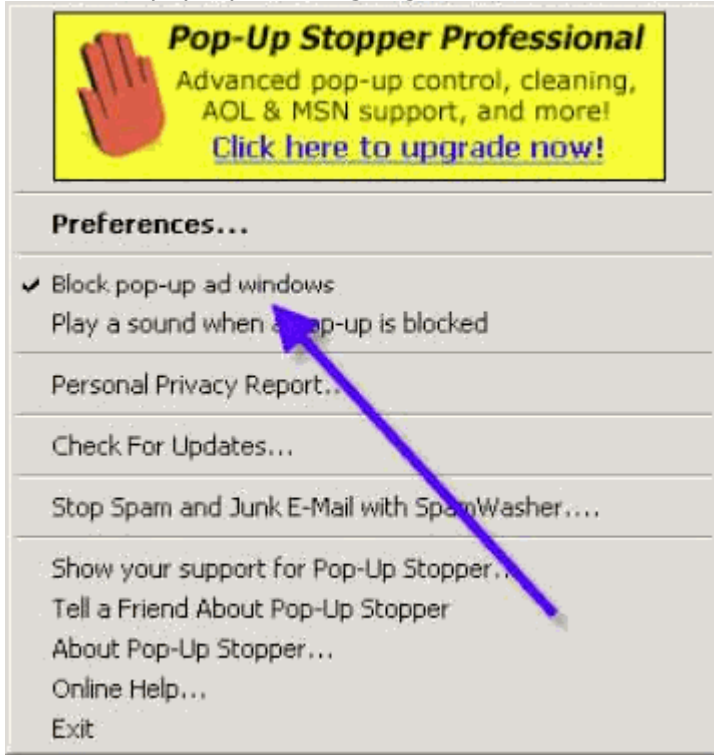 Pop-Up Stopper Professional
Advanced pop-up control, cleaning,
AOL & MSN support, and more!
Click here to upgrade now!
Preferences...
Block pop-up ad windows
Play a sound when a pop-up is blocked
Personal Privacy Report...
Check For Updates...
Stop Spam and Junk E-Mail with SpamWasher....
Show your support for Pop-Up Stopper...
Tell a Friend About Pop-Up Stopper
About Pop-Up Stopper...
Online Help...
Exit